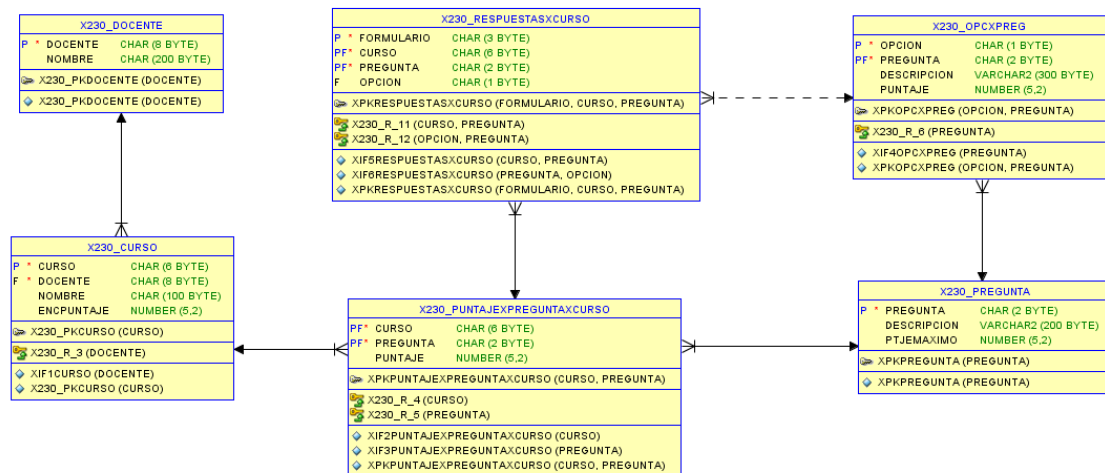 X230_DOCENTE
P * DOCENTE CHAR (8 BYTE)
NOMBRE CHAR (200 BYTE)
X230_PKDOCENTE (DOCENTE)
X230_PKDOCENTE (DOCENTE)
X230_RESPUESTASXCURSO
P * FORMULARIO CHAR (3 BYTE)
PF* CURSO CHAR (6 BYTE)
PF* PREGUNTA CHAR (2 BYTE)
F OPCION CHAR (1 BYTE)
XPKRESPUESTASXCURSO (FORMULARIO, CURSO, PREGUNTA)
X230_R_11 (CURSO, PREGUNTA)
X230_R_12 (OPCION, PREGUNTA)
XIF5RESPUESTASXCURSO (CURSO, PREGUNTA)
XIF6RESPUESTASXCURSO (PREGUNTA, OPCION)
XPKRESPUESTASXCURSO (FORMULARIO, CURSO, PREGUNTA)
X230_OPCXPREG
P * OPCION CHAR (1 BYTE)
PF* PREGUNTA CHAR (2 BYTE)
DESCRIPCION VARCHAR2 (300 BYTE)
PUNTAJE NUMBER (5,2)
XPKOPCXPREG (OPCION, PREGUNTA)
X230_R_6 (PREGUNTA)
XIF4OPCXPREG (PREGUNTA)
XPKOPCXPREG (OPCION, PREGUNTA)
X230_CURSO
P * CURSO CHAR (6 BYTE)
F * DOCENTE CHAR (8 BYTE)
NOMBRE CHAR (100 BYTE)
ENCPUNTAJE NUMBER (5,2)
X230_PKCURSO (CURSO)
X230_R_3 (DOCENTE)
XIF1CURSO (DOCENTE)
X230_PKCURSO (CURSO)
X230_PUNTAJEXPREGUNTAXCURSO
PF* CURSO CHAR (6 BYTE)
PF* PREGUNTA CHAR (2 BYTE)
PUNTAJE NUMBER (5,2)
XPKPUNTAJEXPREGUNTAXCURSO (CURSO, PREGUNTA)
X230_R_4 (CURSO)
X230_R_5 (PREGUNTA)
XIF2PUNTAJEXPREGUNTAXCURSO (CURSO)
XIF3PUNTAJEXPREGUNTAXCURSO (PREGUNTA)
XPKPUNTAJEXPREGUNTAXCURSO (CURSO, PREGUNTA)
X230_PREGUNTA
P * PREGUNTA CHAR (2 BYTE)
DESCRIPCION VARCHAR2 (200 BYTE)
PTJEMAXIMO NUMBER (5,2)
XPKPREGUNTA (PREGUNTA)
XPKPREGUNTA (PREGUNTA)